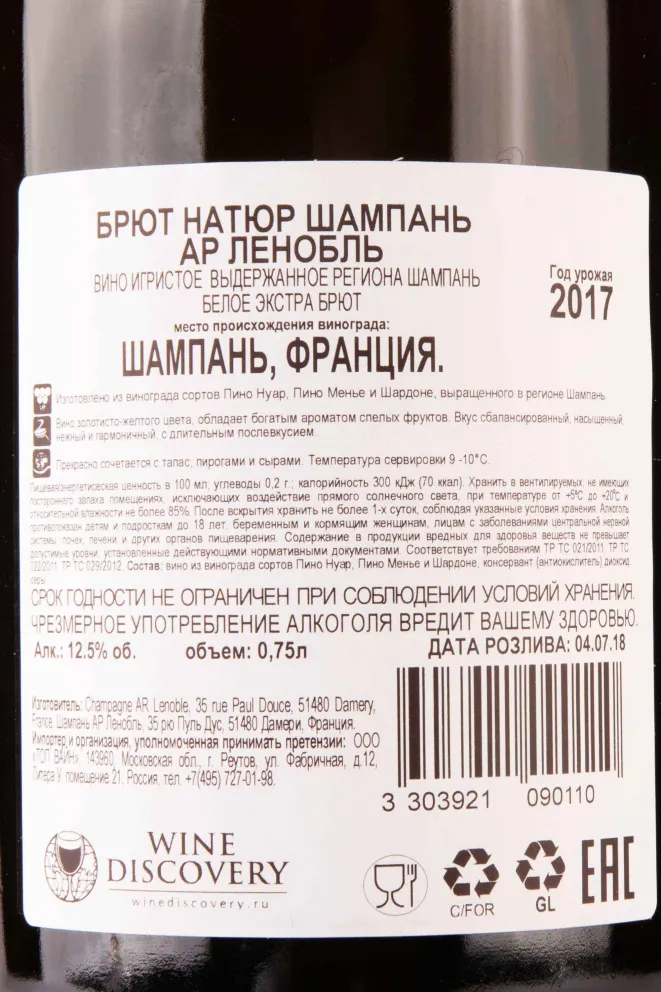 БРЮТ НАТЮР ШАМПАНЬ
АР ЛЕНОБЛЬ
ВИНО ИГРИСТОЕ ВЫДЕРЖАННОЕ РЕГИОНА ШАМПАНЬ
БЕЛОЕ ЭКСТРА БРЮТ
Год урожая
2017
место происхождения винограда:
ШАМПАНЬ, ФРАНЦИЯ.
Изготовлено из винограда сортов Пино Нуар, Пино Менье и Шардоне, выращенного в регионе Шампань
Вино золотисто-желтого цвета, обладает богатым ароматом спелых фруктов. Вкус сбалансированный, насыщенный,
нежный и гармоничный, с длительным послевкусием.
Прекрасно сочетается с тапас, пирогами и сырами. Температура сервировки 9 -10°С.
Пищевая/энергетическая ценность в 100 мл; углеводы 0,2 г.; калорийность 300 кДж (70 ккал). Хранить в вентилируемых, не имеющих
постороннего запаха помещениях, исключающих воздействие прямого солнечного света, при температуре от +5°С до +20°С и
относительной влажности не более 85%. После вскрытия хранить не более 1-х суток, соблюдая указанные условия хранения. Алкоголь
противопоказан детям и подросткам до 18 лет, беременным и кормящим женщинам, лицам с заболеваниями центральной нервной
системы, почек, печени и других органов пищеварения. Содержание в продукции вредных для здоровья веществ не превышает
допустимые уровни, установленные действующими нормативными документами. Соответствует требованиям ТР ТС 021/2011, ТР ТС
022/2011, ТР ТС 029/2012. Состав: вино из винограда сортов Пино Нуар, Пино Менье и Шардоне, консервант (антиокислитель) диоксид
серы
СРОК ГОДНОСТИ НЕ ОГРАНИЧЕН ПРИ СОБЛЮДЕНИИ УСЛОВИЙ ХРАНЕНИЯ.
ЧРЕЗМЕРНОЕ УПОТРЕБЛЕНИЕ АЛКОГОЛЯ ВРЕДИТ ВАШЕМУ ЗДОРОВЬЮ.
Алк.: 12.5% об. объем: 0,75л ДАТА РОЗЛИВА: 04.07.18
Изготовитель: Champagne AR Lenoble, 35 rue Paul Douce, 51480 Damery,
France. Шампань АР Ленобль, 35 рю Пуль Дус, 51480 Дамери, Франция.
Импортер и организация, уполномоченная принимать претензии: ООО
«ТОП ВАЙН», 143960, Московская обл., г. Реутов, ул. Фабричная, д.12,
Литера У, помещение 21. Россия, тел. +7(495) 727-01-98.
3 303921 090110
WINE
DISCOVERY
winediscovery.ru
C/FOR
GL
EAC